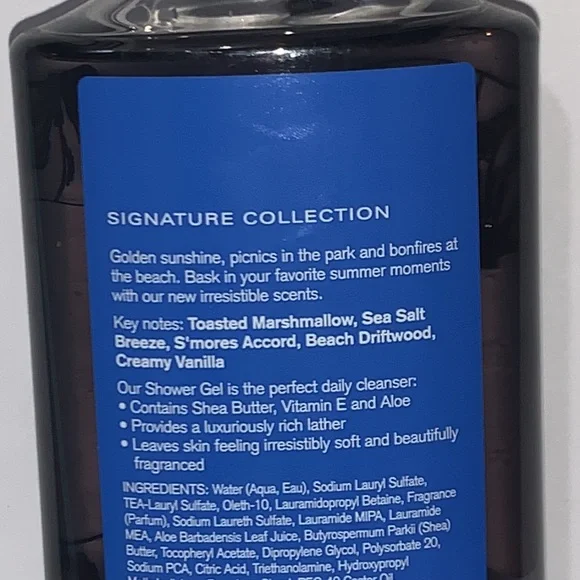 SIGNATURE COLLECTION
Golden sunshine, picnics in the park and bonfires at
the beach. Bask in your favorite summer moments
with our new irresistible scents.
Key notes: Toasted Marshmallow, Sea Salt
Breeze, S'mores Accord, Beach Driftwood,
Creamy Vanilla
Our Shower Gel is the perfect daily cleanser:
• Contains Shea Butter, Vitamin E and Aloe
• Provides a luxuriously rich lather
• Leaves skin feeling irresistibly soft and beautifully
fragranced
INGREDIENTS: Water (Aqua, Eau), Sodium Lauryl Sulfate,
TEA-Lauryl Sulfate, Oleth-10, Lauramidopropyl Betaine, Fragrance
(Parfum), Sodium Laureth Sulfate, Lauramide MIPA, Lauramide
MEA, Aloe Barbadensis Leaf Juice, Butyrospermum Parkii (Shea)
Butter, Tocopheryl Acetate, Dipropylene Glycol, Polysorbate 20,
Sodium PCA, Citric Acid, Triethanolamine, Hydroxypropyl